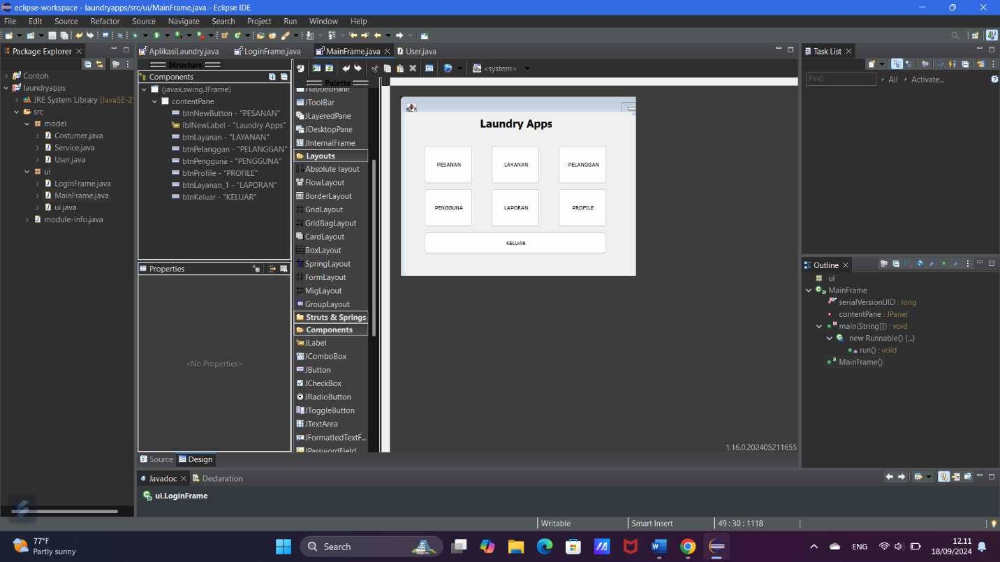 eclipse-workspace - laundryapps/src/ui/MainFrame.java - Eclipse IDE
File Edit Source Refactor Source Navigate Search Project Run Window Help
Package Explorer
Contoh
laundryapps
JRE System Library [JavaSE-2
src
model
Costumer.java
Service.java
User.java
ui
LoginFrame.java
MainFrame.java
ui.java
module-info.java
AplikasiLaundry.java LoginFrame.java MainFrame.java User.java
Structure
Components
(javax.swing.JFrame)
contentPane
btnNewButton - "PESANAN"
lblNewLabel - "Laundry Apps"
btnLayanan - "LAYANAN"
btnPelanggan - "PELANGGAN"
btnPengguna - "PENGGUNA"
btnProfile - "PROFILE"
btnLayanan_1 - "LAPORAN"
btnKeluar - "KELUAR"
Properties
<No Properties>
<system>
Palette
JTabbedPane
JToolBar
JLayeredPane
JDesktopPane
JInternalFrame
Layouts
Absolute layout
FlowLayout
BorderLayout
GridLayout
GridBagLayout
CardLayout
BoxLayout
SpringLayout
FormLayout
MigLayout
GroupLayout
Struts & Springs
Components
JLabel
JComboBox
JButton
JCheckBox
JRadioButton
JToggleButton
JTextArea
JFormattedTextF...
JPasswordField
Laundry Apps
PESANAN LAYANAN PELANGGAN
PENGGUNA LAPORAN PROFILE
KELUAR
1.16.0.202405211655
Source Design
Task List
Find All Activate...
Outline
ui
MainFrame
serialVersionUID : long
contentPane : JPanel
main(String[]) : void
new Runnable() {...}
run() : void
MainFrame()
Javadoc Declaration
ui.LoginFrame
Writable Smart Insert 49 : 30 : 1118
77°F
Partly sunny
Search
ENG
12.11
18/09/2024